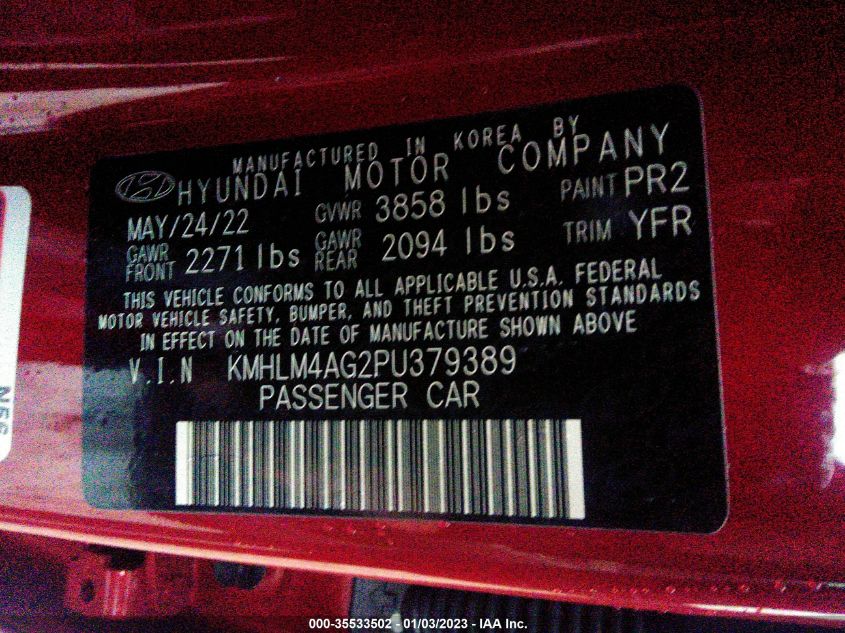 MANUFACTURED IN KOREA BY
HYUNDAI MOTOR COMPANY
MAY/24/22 GVWR 3858 lbs PAINT PR2
GAWR FRONT 2271 lbs GAWR REAR 2094 lbs TRIM YFR
THIS VEHICLE CONFORMS TO ALL APPLICABLE U.S.A. FEDERAL
MOTOR VEHICLE SAFETY, BUMPER, AND THEFT PREVENTION STANDARDS
IN EFFECT ON THE DATE OF MANUFACTURE SHOWN ABOVE
V.I.N KMHLM4AG2PU379389
PASSENGER CAR
000-35533502 - 01/03/2023 - IAA Inc.